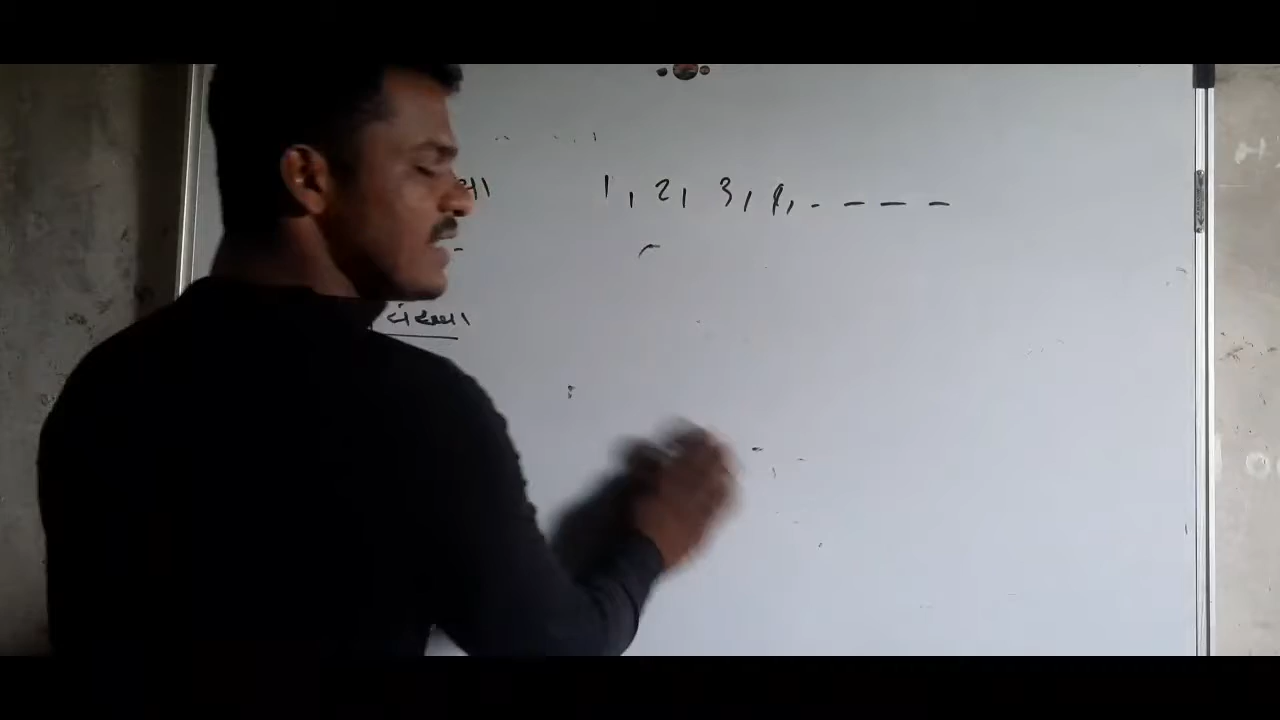 1, 2, 3, 4, . - - -
संख्या